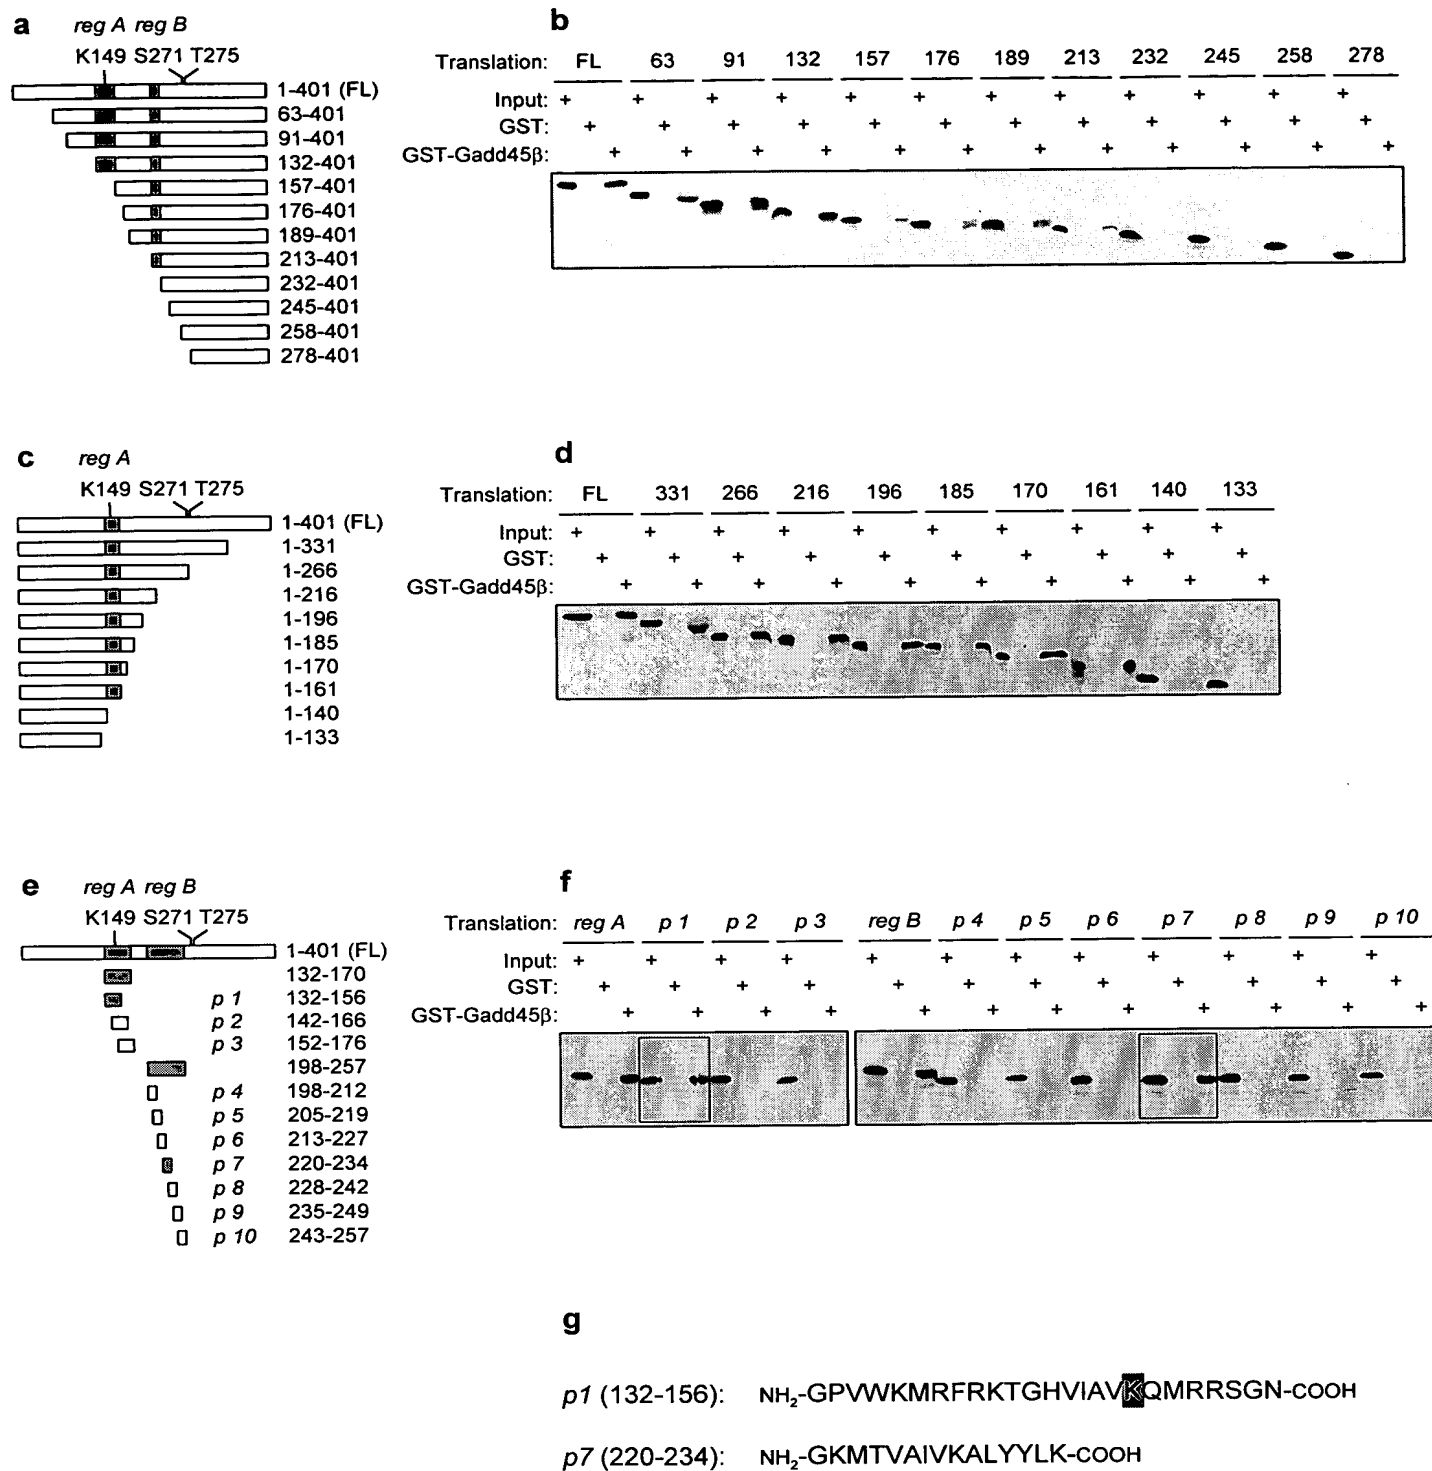 a
reg A reg B
K149 S271 T275
1-401 (FL)
63-401
91-401
132-401
157-401
176-401
189-401
213-401
232-401
245-401
258-401
278-401
b
Translation: FL 63 91 132 157 176 189 213 232 245 258 278
Input: + + + + + + + + + + + +
GST: + + + + + + + + + + + +
GST-Gadd45β: + + + + + + + + + + + +
c
reg A
K149 S271 T275
1-401 (FL)
1-331
1-266
1-216
1-196
1-185
1-170
1-161
1-140
1-133
d
Translation: FL 331 266 216 196 185 170 161 140 133
Input: + + + + + + + + + +
GST: + + + + + + + + + +
GST-Gadd45β: + + + + + + + + + +
e
reg A reg B
K149 S271 T275
1-401 (FL)
132-170
p 1 132-156
p 2 142-166
p 3 152-176
198-257
p 4 198-212
p 5 205-219
p 6 213-227
p 7 220-234
p 8 228-242
p 9 235-249
p 10 243-257
f
Translation: reg A p 1 p 2 p 3 reg B p 4 p 5 p 6 p 7 p 8 p 9 p 10
Input: + + + + + + + + + + + +
GST: + + + + + + + + + + + +
GST-Gadd45β: + + + + + + + + + + + +
g
p1 (132-156): NH2-GPVWKMRFRKTGHVIAVKQMRRSGN-COOH
p7 (220-234): NH2-GKMTVAIVKALYYLK-COOH